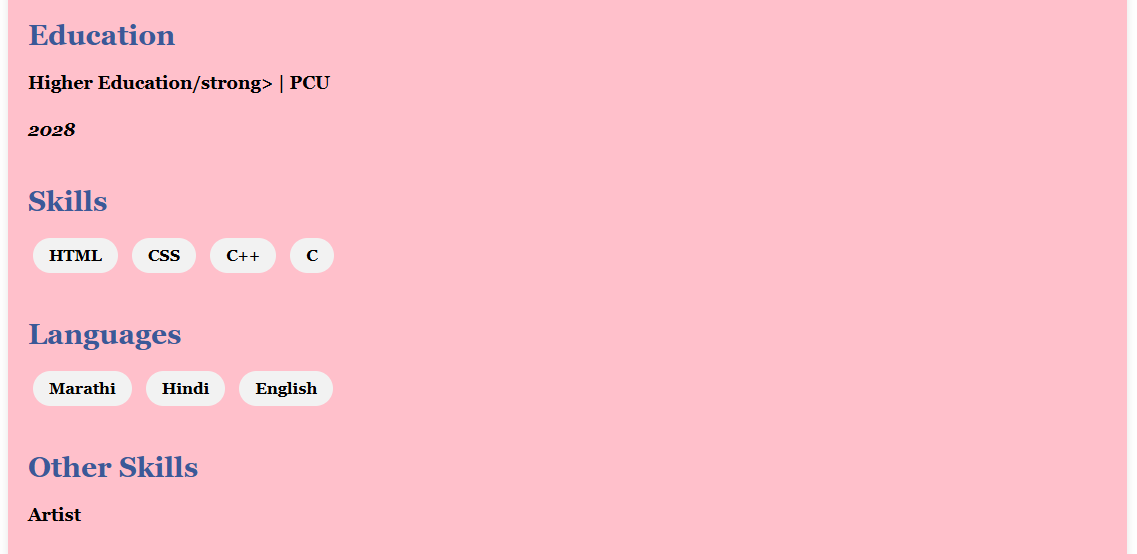 Education
Higher Education/strong> | PCU
2028
Skills
HTML CSS C++ C
Languages
Marathi Hindi English
Other Skills
Artist